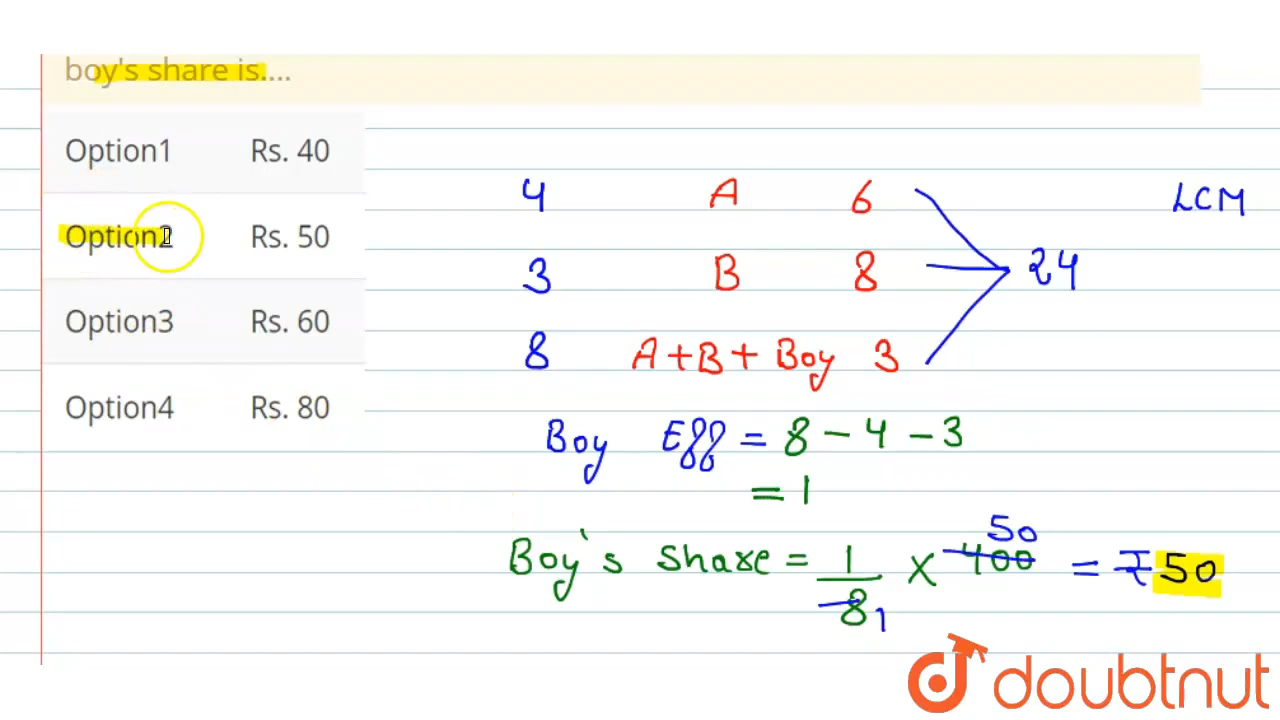 boy's share is....
Option1 Rs. 40
Option2 Rs. 50
Option3 Rs. 60
Option4 Rs. 80
4 A 6 LCM
3 B 8 24
8 A+B+Boy 3
Boy Eff = 8 - 4 - 3
= 1
50
Boy's share = 1/8 × 400 = ₹50
1
doubtnut